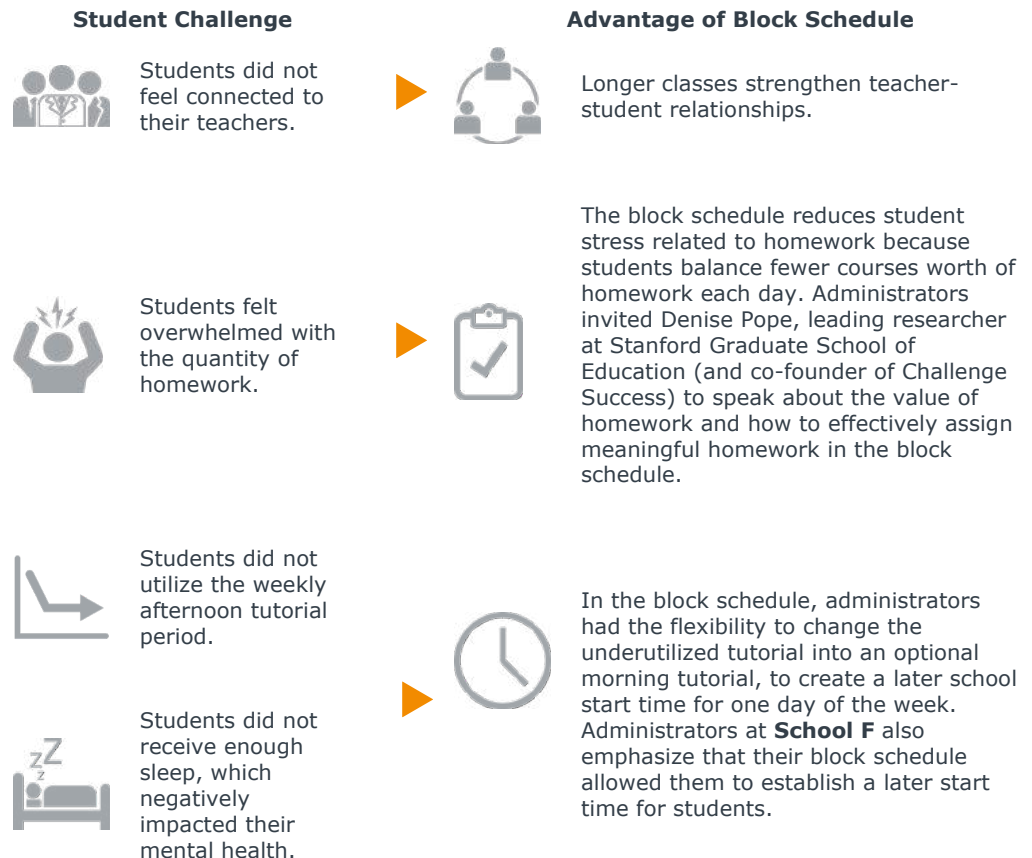 Student Challenge
Advantage of Block Schedule
Students did not
feel connected to
their teachers.
Longer classes strengthen teacher-
student relationships.
Students felt
overwhelmed with
the quantity of
homework.
The block schedule reduces student
stress related to homework because
students balance fewer courses worth of
homework each day. Administrators
invited Denise Pope, leading researcher
at Stanford Graduate School of
Education (and co-founder of Challenge
Success) to speak about the value of
homework and how to effectively assign
meaningful homework in the block
schedule.
Students did not
utilize the weekly
afternoon tutorial
period.
zZ
z
Students did not
receive enough
sleep, which
negatively
impacted their
mental health.
In the block schedule, administrators
had the flexibility to change the
underutilized tutorial into an optional
morning tutorial, to create a later school
start time for one day of the week.
Administrators at School F also
emphasize that their block schedule
allowed them to establish a later start
time for students.